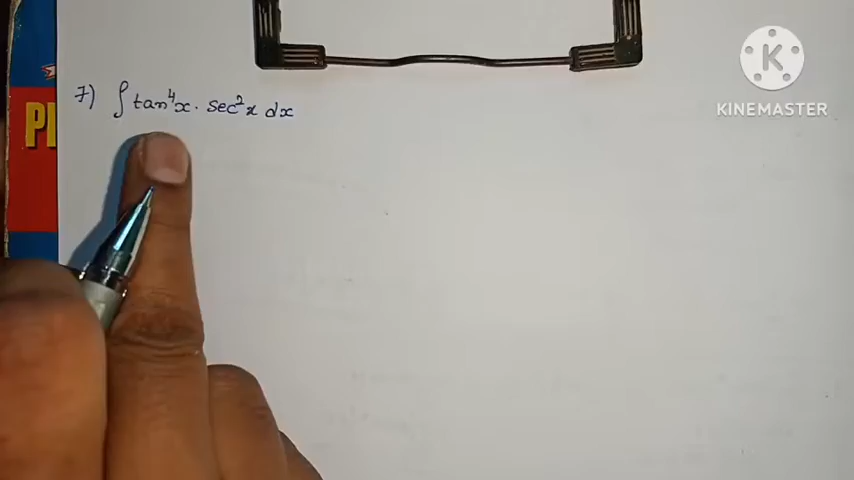 7) ∫ tan⁴x · sec²x dx
KINEMASTER
P